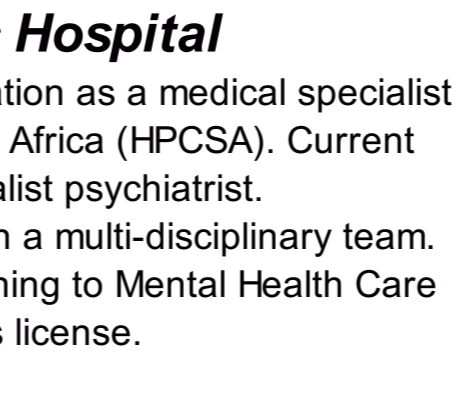 Hospital
ation as a medical specialist
Africa (HPCSA). Current
alist psychiatrist.
a multi-disciplinary team.
ning to Mental Health Care
license.